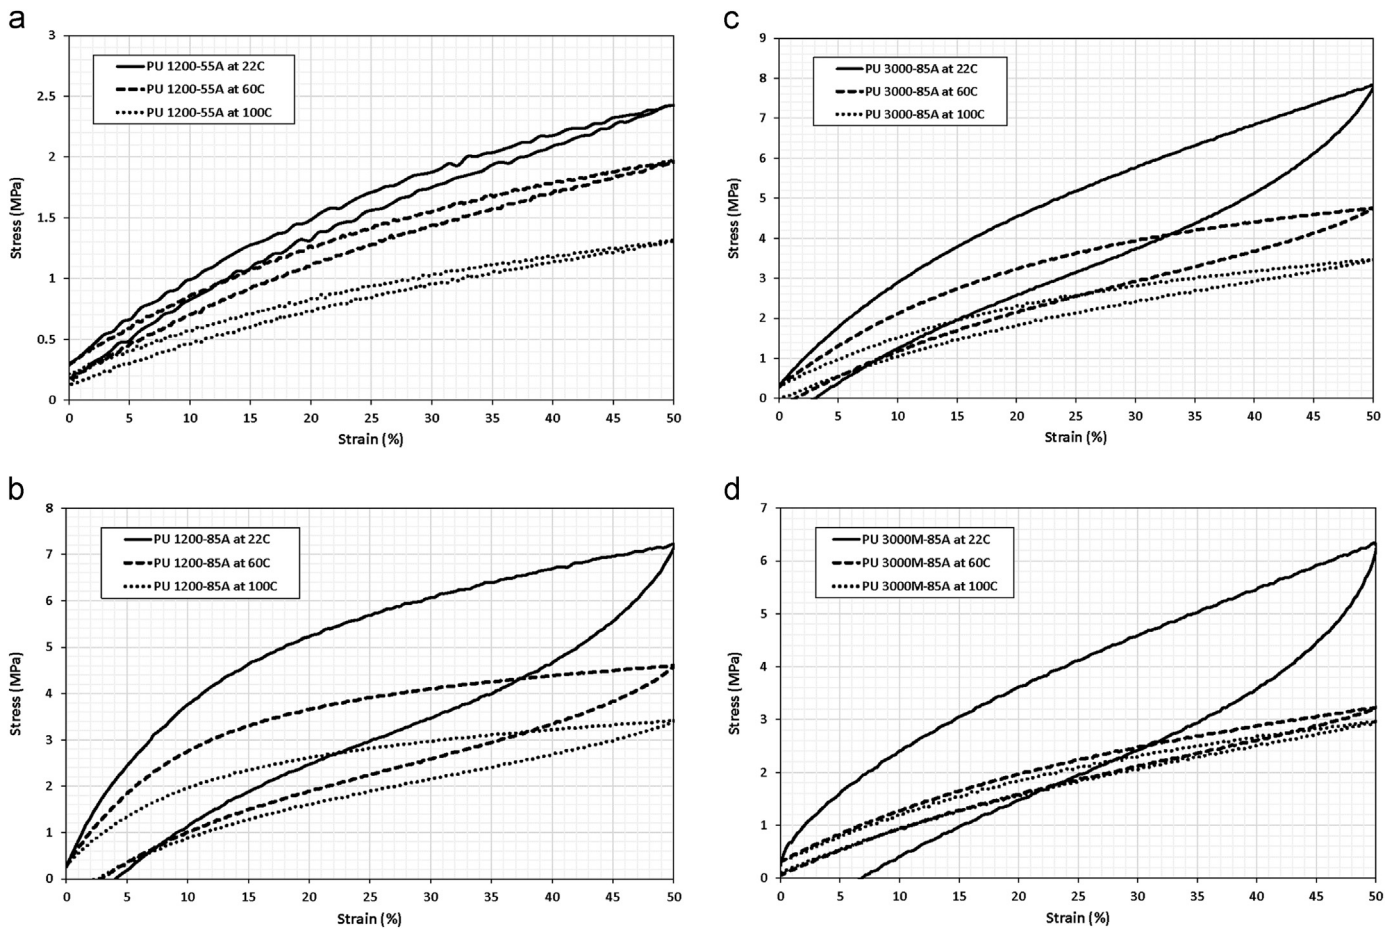 a
3
2.5
2
1.5
1
0.5
0
Stress (MPa)
PU 1200-55A at 22C
PU 1200-55A at 60C
PU 1200-55A at 100C
0 5 10 15 20 25 30 35 40 45 50
Strain (%)
c
9
8
7
6
5
4
3
2
1
0
Stress (MPa)
PU 3000-85A at 22C
PU 3000-85A at 60C
PU 3000-85A at 100C
0 5 10 15 20 25 30 35 40 45 50
Strain (%)
b
8
7
6
5
4
3
2
1
0
Stress (MPa)
PU 1200-85A at 22C
PU 1200-85A at 60C
PU 1200-85A at 100C
0 5 10 15 20 25 30 35 40 45 50
Strain (%)
d
7
6
5
4
3
2
1
0
Stress (MPa)
PU 3000M-85A at 22C
PU 3000M-85A at 60C
PU 3000M-85A at 100C
0 5 10 15 20 25 30 35 40 45 50
Strain (%)